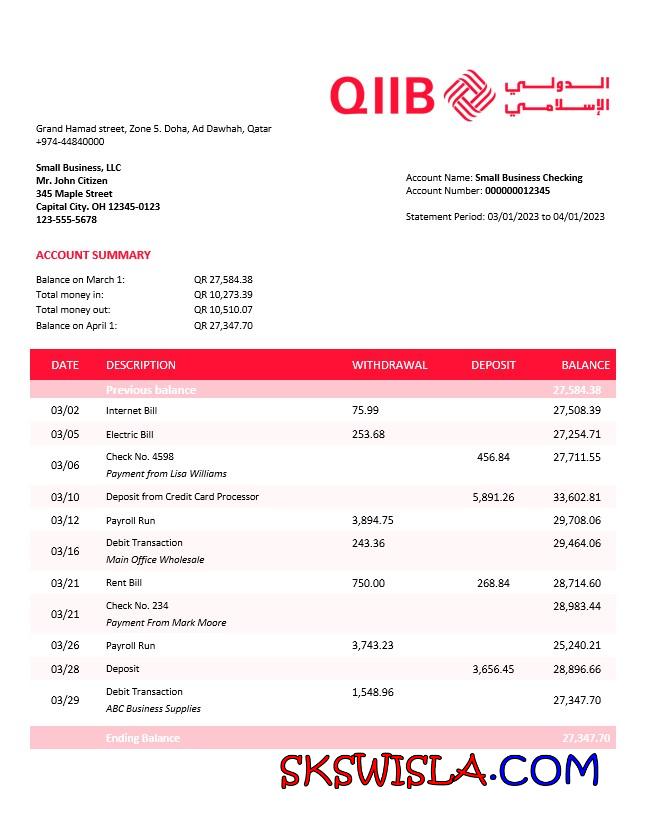 QIIB الدولي
الإسلامي
Grand Hamad street, Zone 5. Doha, Ad Dawhah, Qatar
+974-44840000
Small Business, LLC
Mr. John Citizen
345 Maple Street
Capital City. OH 12345-0123
123-555-5678
Account Name: Small Business Checking
Account Number: 000000012345
Statement Period: 03/01/2023 to 04/01/2023
ACCOUNT SUMMARY
Balance on March 1: QR 27,584.38
Total money in: QR 10,273.39
Total money out: QR 10,510.07
Balance on April 1: QR 27,347.70
DATE DESCRIPTION WITHDRAWAL DEPOSIT BALANCE
Previous balance 27,584.38
03/02 Internet Bill 75.99 27,508.39
03/05 Electric Bill 253.68 27,254.71
03/06 Check No. 4598 456.84 27,711.55
Payment from Lisa Williams
03/10 Deposit from Credit Card Processor 5,891.26 33,602.81
03/12 Payroll Run 3,894.75 29,708.06
03/16 Debit Transaction 243.36 29,464.06
Main Office Wholesale
03/21 Rent Bill 750.00 268.84 28,714.60
03/21 Check No. 234 28,983.44
Payment From Mark Moore
03/26 Payroll Run 3,743.23 25,240.21
03/28 Deposit 3,656.45 28,896.66
03/29 Debit Transaction 1,548.96 27,347.70
ABC Business Supplies
Ending Balance 27,347.70
SKSWISLA.COM